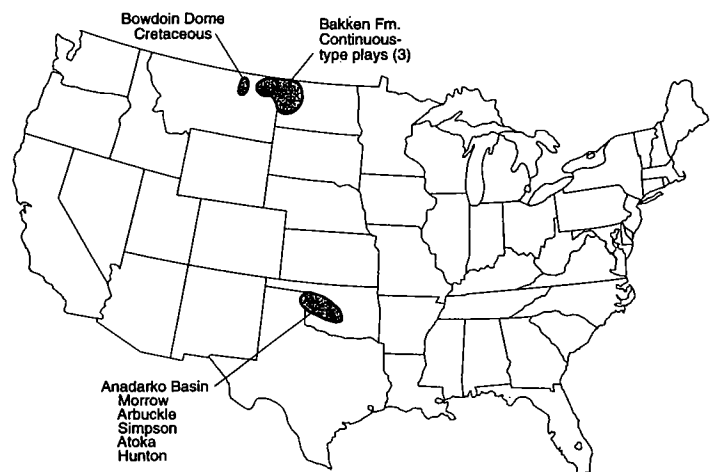 Bowdoin Dome
Cretaceous
Bakken Fm.
Continuous-
type plays (3)
Anadarko Basin
Morrow
Arbuckle
Simpson
Atoka
Hunton